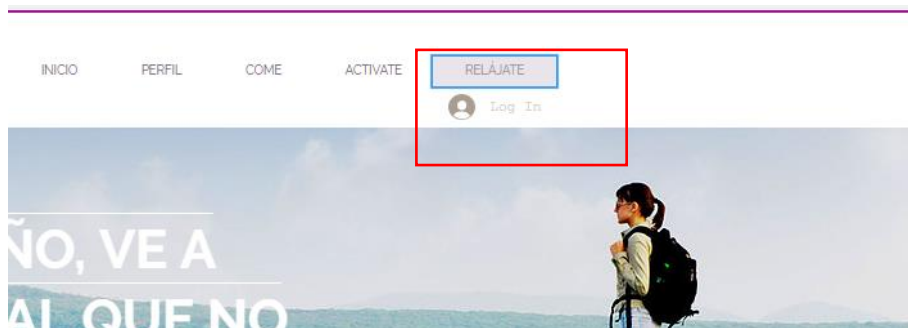 INICIO PERFIL COME ACTIVATE RELÁJATE
Log In
ÑO, VE A
AL QUE NO